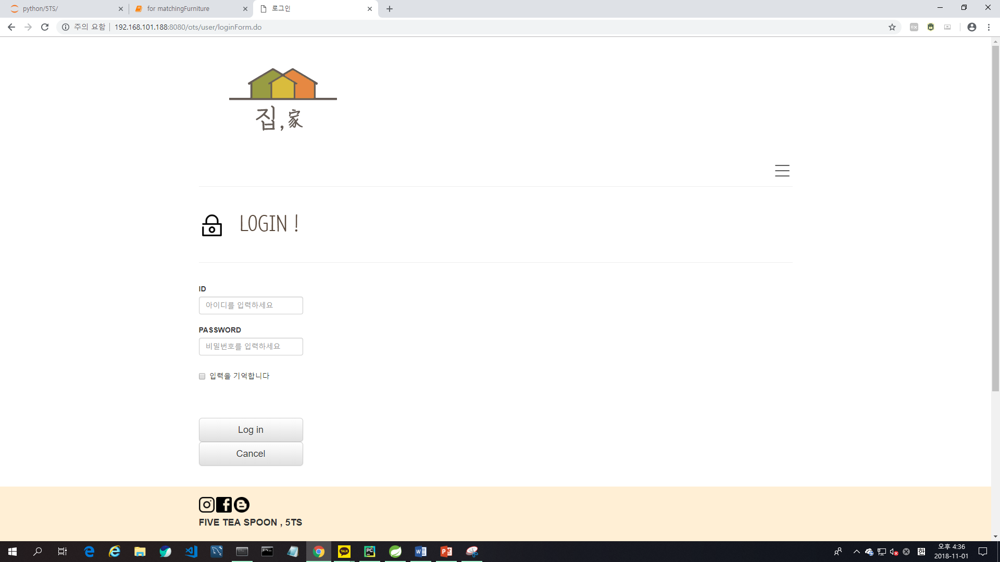 python/5TS/
for matchingFurniture
로그인
주의 요함
192.168.101.188:8080/ots/user/loginForm.do
집,家
LOGIN !
ID
아이디를 입력하세요
PASSWORD
비밀번호를 입력하세요
입력을 기억합니다
Log in
Cancel
FIVE TEA SPOON , 5TS
TALK
PC
한
오후 4:36
2018-11-01